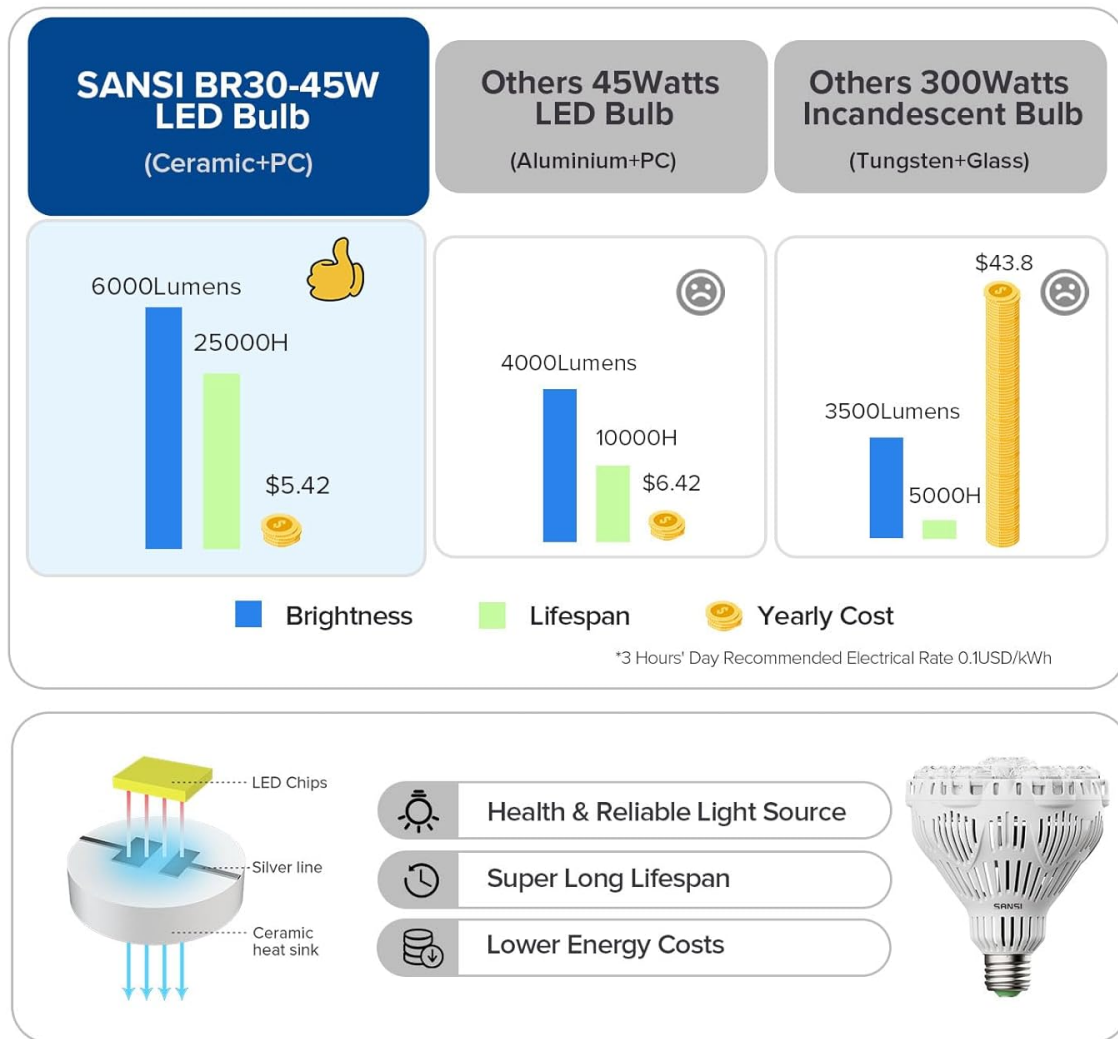 SANSI BR30-45W
LED Bulb
(Ceramic+PC)
Others 45Watts
LED Bulb
(Aluminium+PC)
Others 300Watts
Incandescent Bulb
(Tungsten+Glass)
6000Lumens
25000H
$5.42
4000Lumens
10000H
$6.42
$43.8
3500Lumens
5000H
Brightness
Lifespan
Yearly Cost
*3 Hours' Day Recommended Electrical Rate 0.1USD/kWh
LED Chips
Silver line
Ceramic
heat sink
Health & Reliable Light Source
Super Long Lifespan
Lower Energy Costs
SANSI